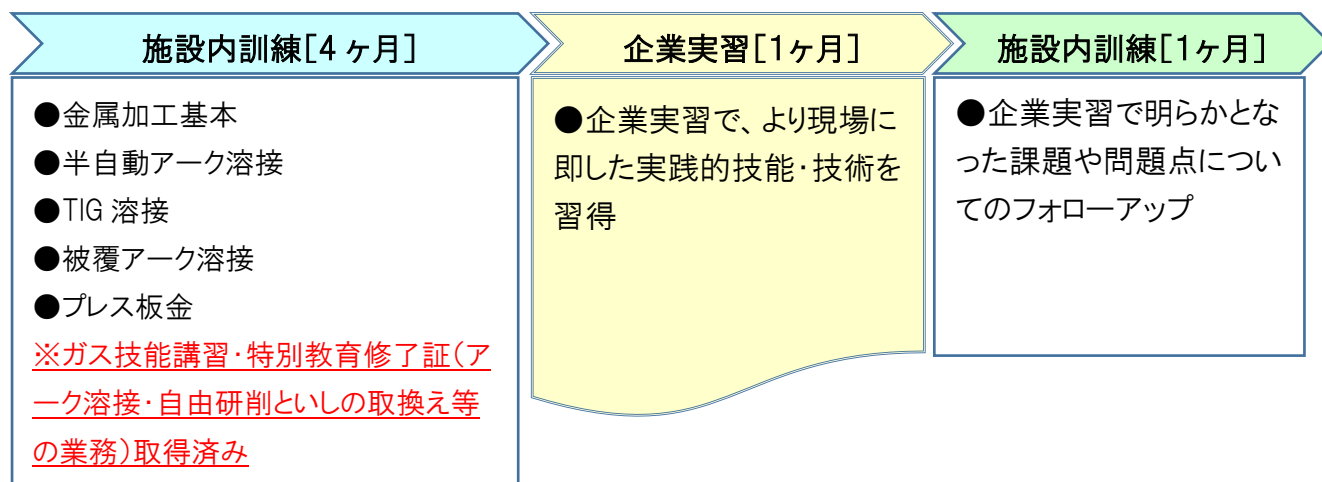 施設内訓練[4 ヶ月]
●金属加工基本
●半自動アーク溶接
●TIG 溶接
●被覆アーク溶接
●プレス板金
※ガス技能講習・特別教育修了証(ア
ーク溶接・自由研削といしの取換え等
の業務)取得済み
企業実習[1ヶ月]
●企業実習で、より現場に
即した実践的技能・技術を
習得
施設内訓練[1ヶ月]
●企業実習で明らかとな
った課題や問題点につい
てのフォローアップ